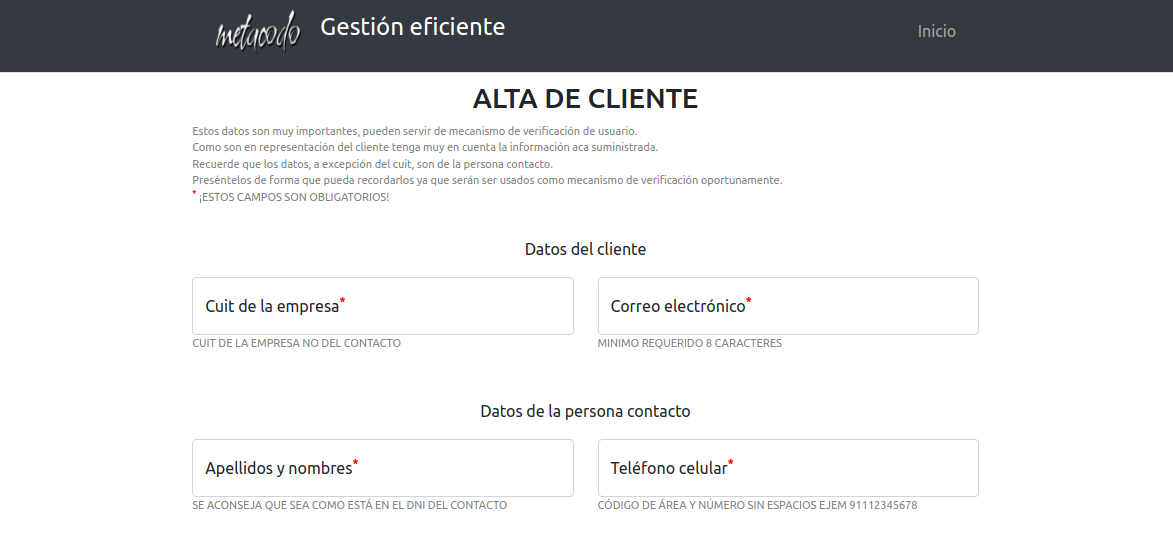 metagodo
Gestión eficiente
Inicio
ALTA DE CLIENTE
Estos datos son muy importantes, pueden servir de mecanismo de verificación de usuario.
Como son en representación del cliente tenga muy en cuenta la información aca suministrada.
Recuerde que los datos, a excepción del cuit, son de la persona contacto.
Preséntelos de forma que pueda recordarlos ya que serán ser usados como mecanismo de verificación oportunamente.
* ¡ESTOS CAMPOS SON OBLIGATORIOS!
Datos del cliente
Cuit de la empresa*
Correo electrónico*
CUIT DE LA EMPRESA NO DEL CONTACTO
MINIMO REQUERIDO 8 CARACTERES
Datos de la persona contacto
Apellidos y nombres*
Teléfono celular*
SE ACONSEJA QUE SEA COMO ESTÁ EN EL DNI DEL CONTACTO
CÓDIGO DE ÁREA Y NÚMERO SIN ESPACIOS EJEM 91112345678